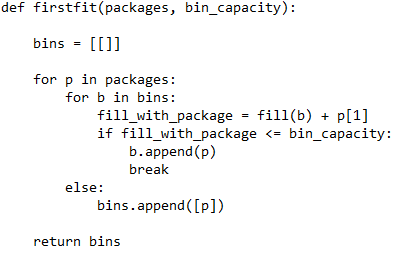 def firstfit(packages, bin_capacity):
    bins = [[]]
    for p in packages:
        for b in bins:
            fill_with_package = fill(b) + p[1]
            if fill_with_package <= bin_capacity:
                b.append(p)
                break
        else:
            bins.append([p])
    return bins